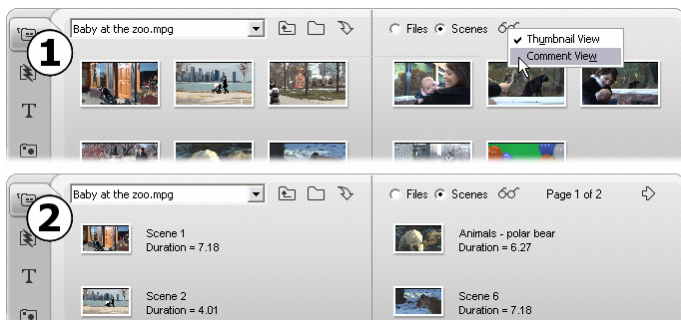 1
Baby at the zoo.mpg
Files Scenes
Thumbnail View
Comment View
T
2
Baby at the zoo.mpg
Files Scenes Page 1 of 2
Scene 1
Duration = 7.18
Animals - polar bear
Duration = 6.27
T
Scene 2
Duration = 4.01
Scene 6
Duration = 7.18